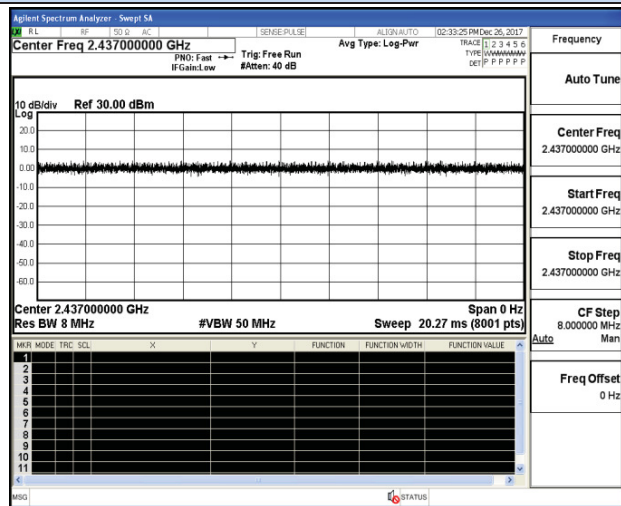 Agilent Spectrum Analyzer - Swept SA
LXI RL RF 50 Ω AC SENSE:PULSE ALIGNAUTO 02:33:25 PM Dec 26, 2017
Center Freq 2.437000000 GHz Avg Type: Log-Pwr TRACE 1 2 3 4 5 6
PNO: Fast Trig: Free Run TYPE WWWWWW
IFGain:Low #Atten: 40 dB DET P P P P P P
10 dB/div Ref 30.00 dBm
Log
20.0
10.0
0.00
-10.0
-20.0
-30.0
-40.0
-50.0
-60.0
Center 2.437000000 GHz Span 0 Hz
Res BW 8 MHz #VBW 50 MHz Sweep 20.27 ms (8001 pts)
MKR MODE TRC SCL X Y FUNCTION FUNCTION WIDTH FUNCTION VALUE
1
2
3
4
5
6
7
8
9
10
11
MSG STATUS
Frequency
Auto Tune
Center Freq
2.437000000 GHz
Start Freq
2.437000000 GHz
Stop Freq
2.437000000 GHz
CF Step
8.000000 MHz
Auto Man
Freq Offset
0 Hz